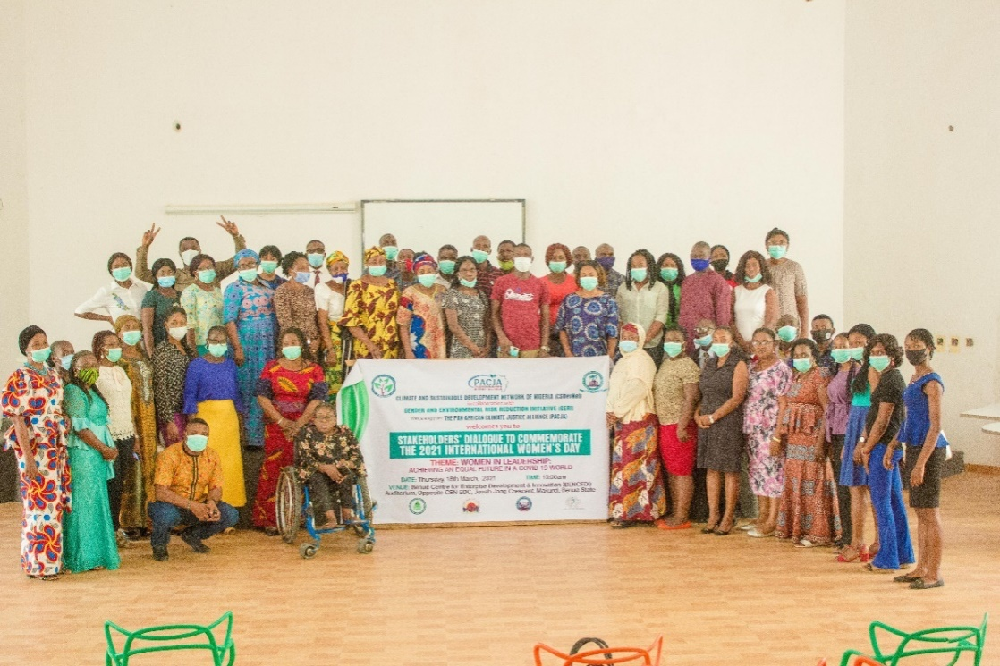 PACJA
CLIMATE AND SUSTAINABLE DEVELOPMENT NETWORK OF NIGERIA (CSDevNet)
GENDER AND ENVIRONMENTAL RISK REDUCTION INITIATIVE (GERI)
THE PAN AFRICAN CLIMATE JUSTICE ALLIANCE (PACJA)
welcomes you to
STAKEHOLDERS' DIALOGUE TO COMMEMORATE
THE 2021 INTERNATIONAL WOMEN'S DAY
THEME: WOMEN IN LEADERSHIP:
ACHIEVING AN EQUAL FUTURE IN A COVID-19 WORLD
DATE: Thursday, 18th March, 2021 TIME: 10:00am
VENUE: Benue Centre for Enterprise Development & Innovation (BENCEDI)
Auditorium, Opposite CBN EDC, Joseph Jang Crescent, Makurdi, Benue State